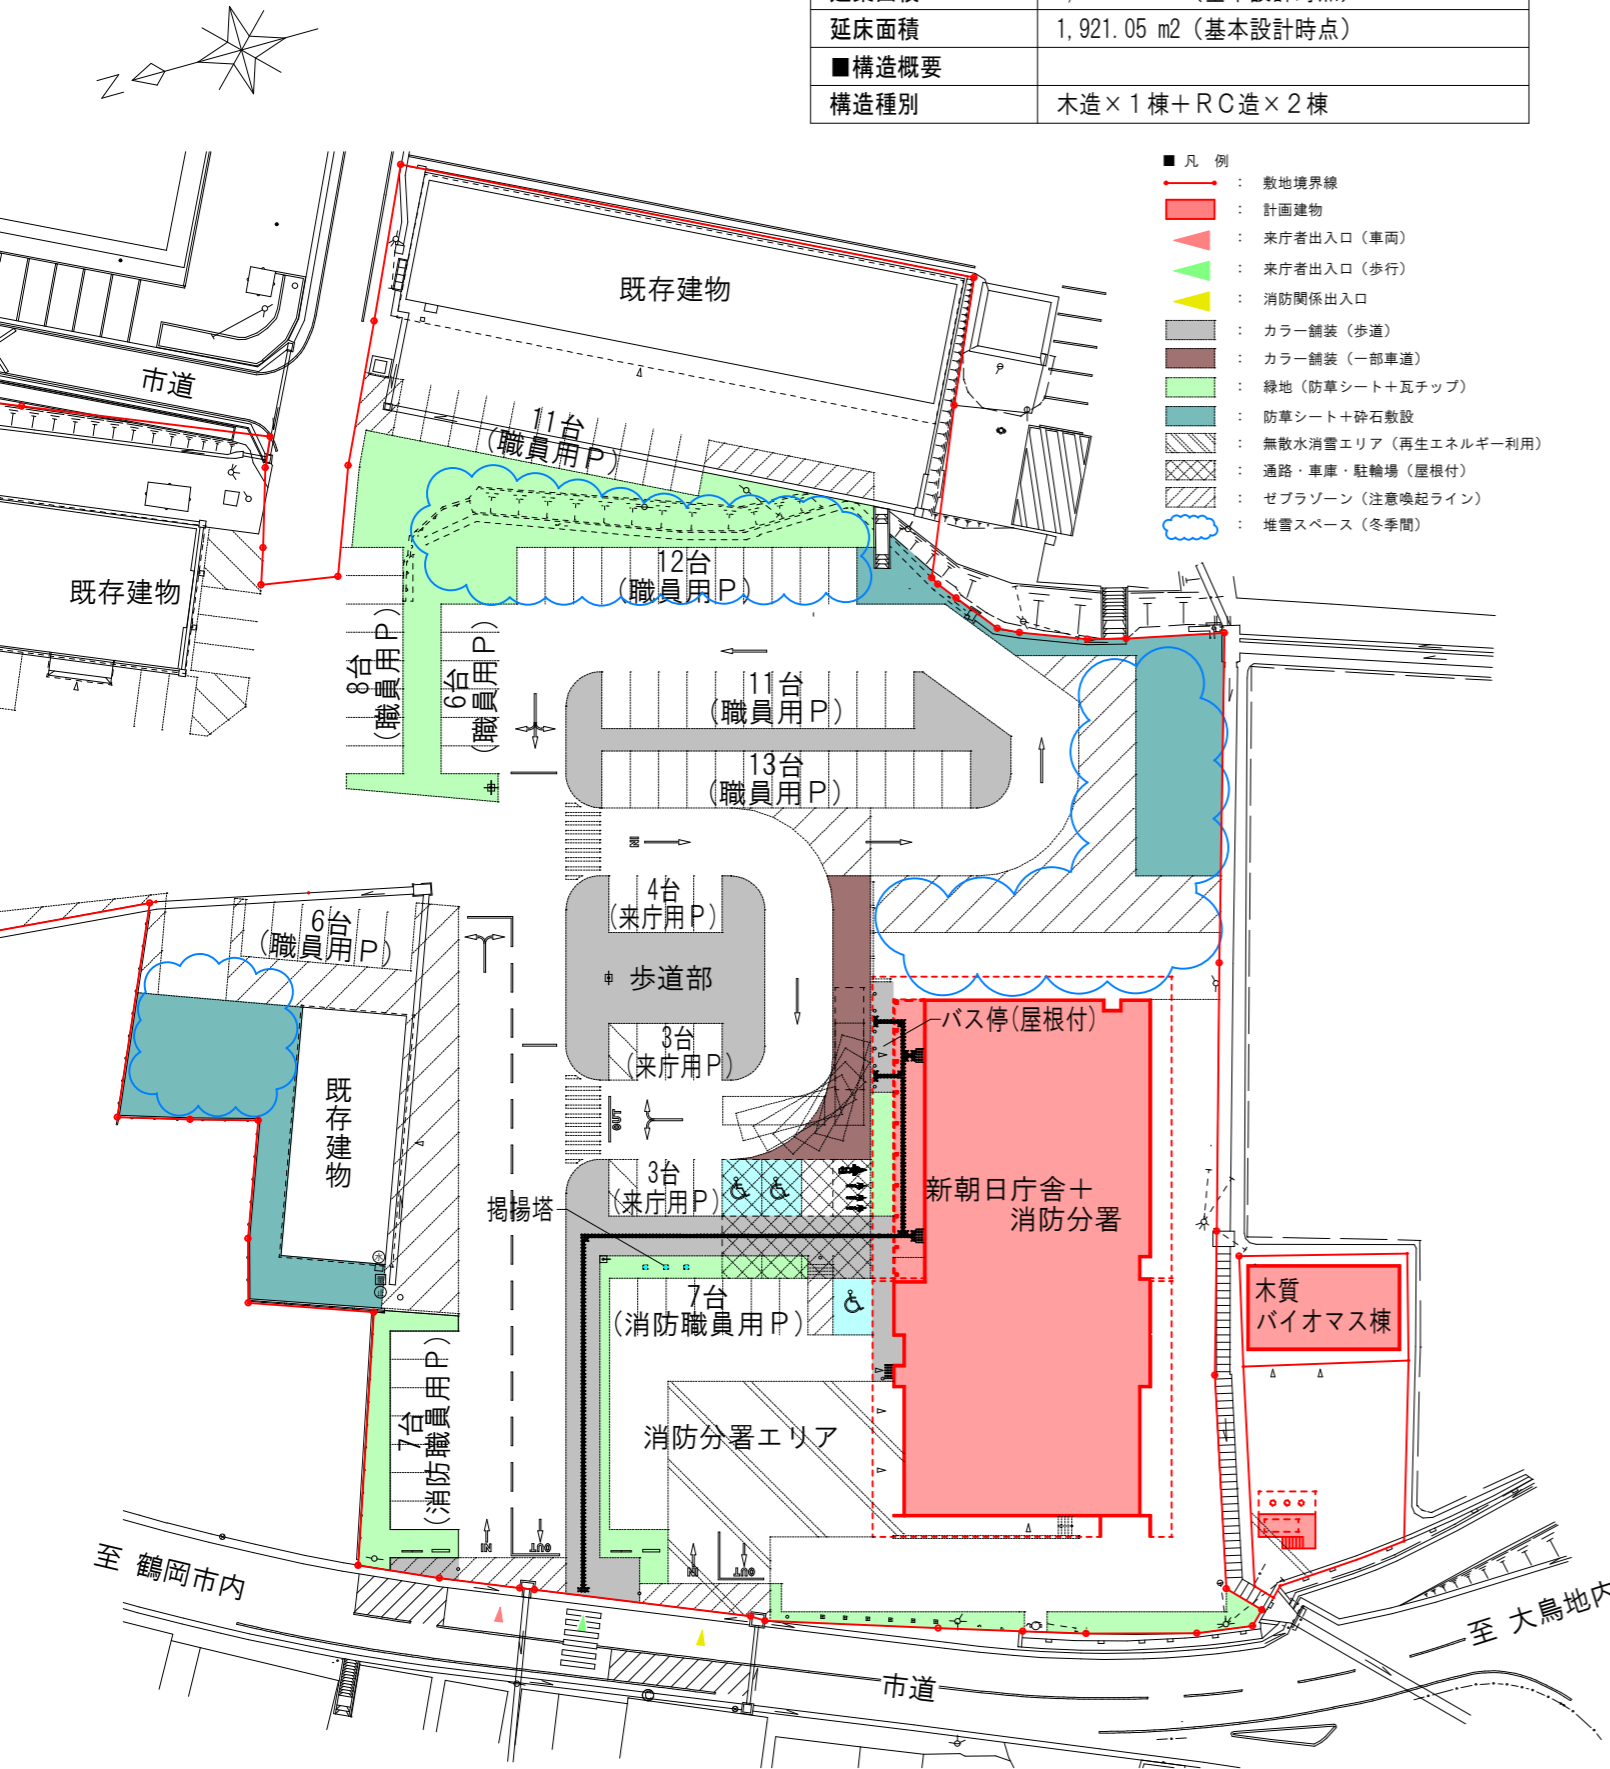 延床面積 1,921.05 m2（基本設計時点）
■構造概要
構造種別 木造×１棟＋ＲＣ造×２棟
Z
■ 凡 例
： 敷地境界線
： 計画建物
： 来庁者出入口（車両）
： 来庁者出入口（歩行）
： 消防関係出入口
： カラー舗装（歩道）
： カラー舗装（一部車道）
： 緑地（防草シート＋瓦チップ）
： 防草シート＋砕石敷設
： 無散水消雪エリア（再生エネルギー利用）
： 通路・車庫・駐輪場（屋根付）
： ゼブラゾーン（注意喚起ライン）
： 堆雪スペース（冬季間）
既存建物
市道
11台
（職員用Ｐ）
12台
（職員用Ｐ）
既存建物
8台
（職員用Ｐ）
6台
（職員用Ｐ）
11台
（職員用Ｐ）
13台
（職員用Ｐ）
IN
4台
（来庁用Ｐ）
6台
（職員用Ｐ）
歩道部
バス停(屋根付)
3台
（来庁用Ｐ）
既存建物
OUT
3台
（来庁用Ｐ）
新朝日庁舎＋
消防分署
掲揚塔
木質
バイオマス棟
7台
（消防職員用Ｐ）
7台
（消防職員用Ｐ）
消防分署エリア
IN
OUT
IN
OUT
至 鶴岡市内
至 大鳥地内
市道